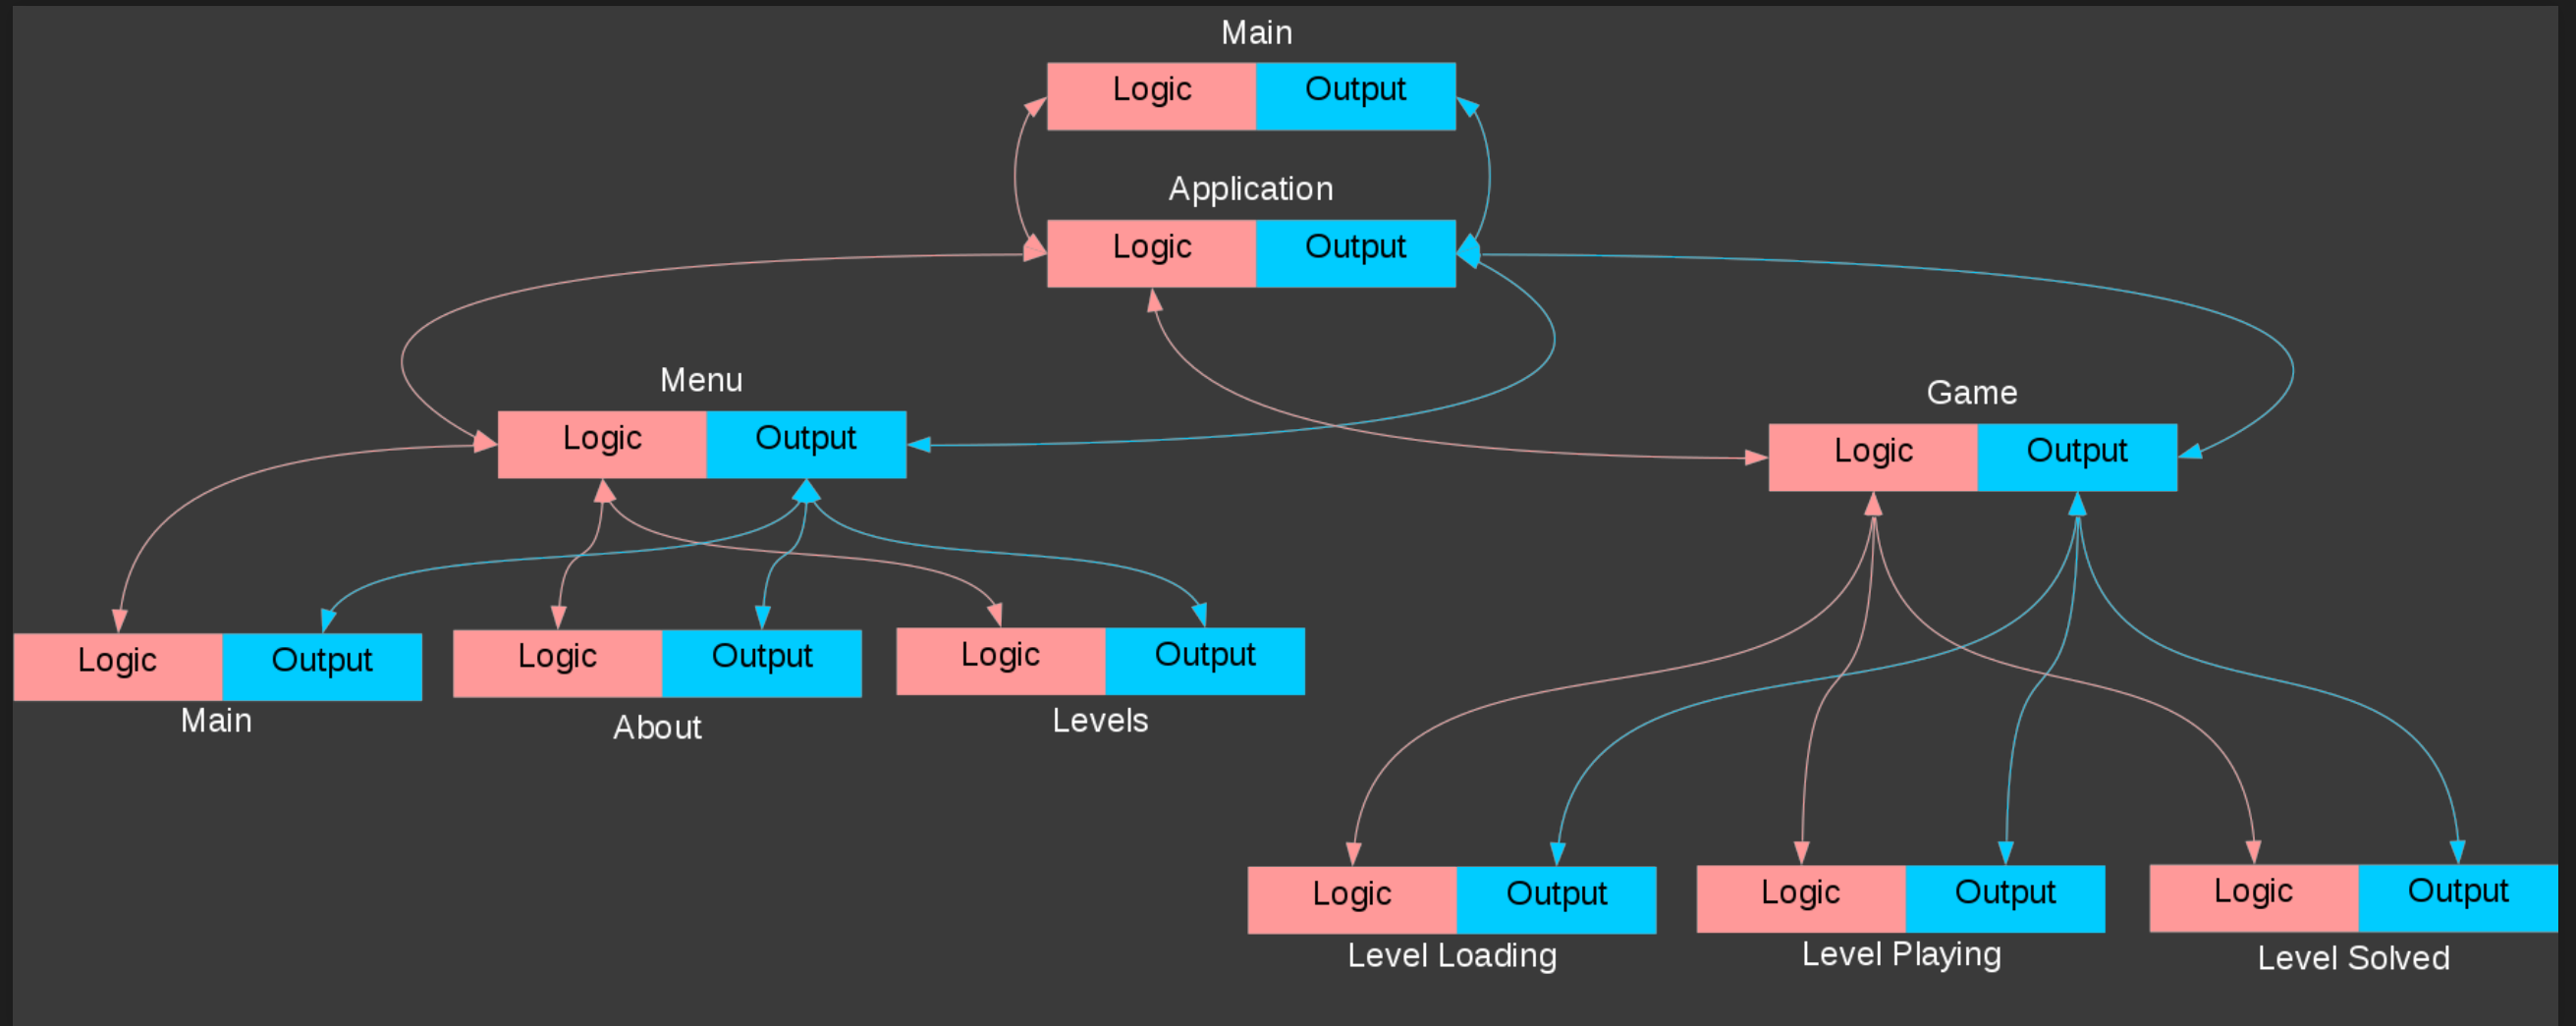 Main
Logic Output
Application
Logic Output
Menu
Logic Output
Game
Logic Output
Logic Output
Main
Logic Output
About
Logic Output
Levels
Logic Output
Level Loading
Logic Output
Level Playing
Logic Output
Level Solved